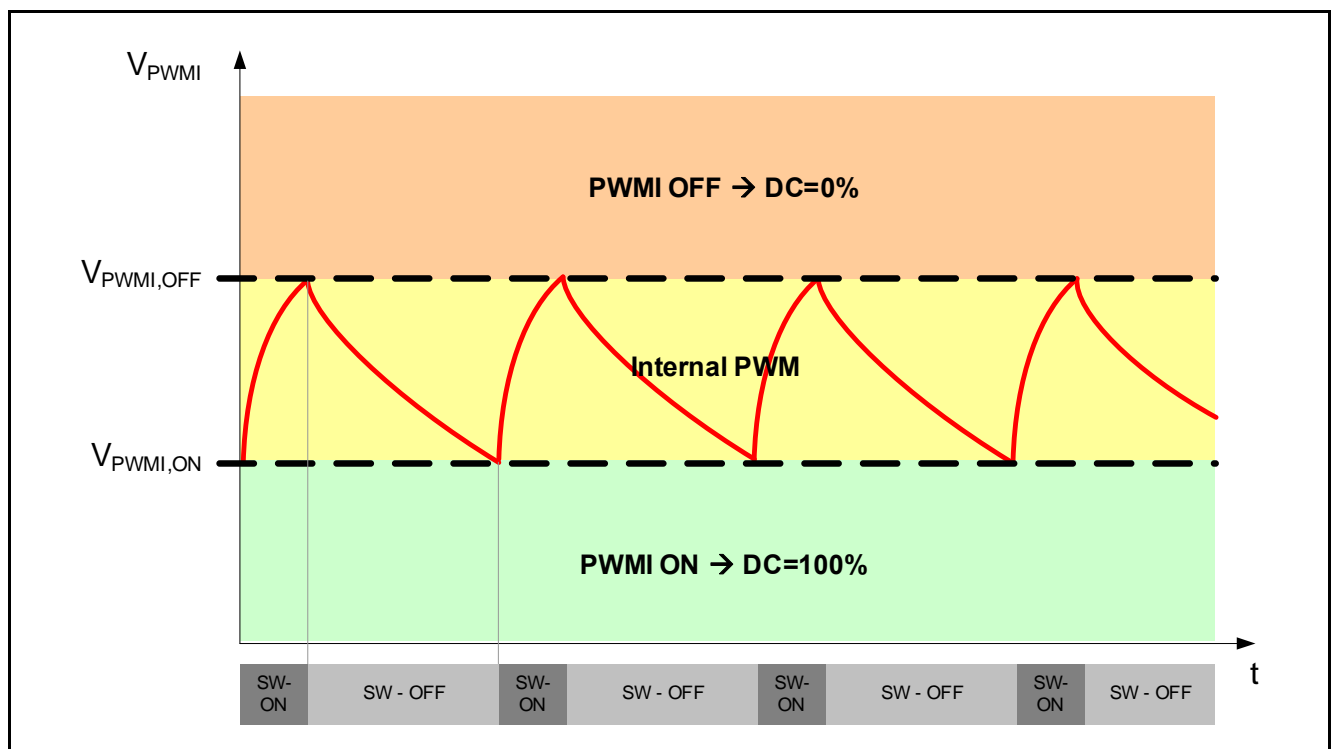 VPWMI
PWMI OFF → DC=0%
VPWMI,OFF
Internal PWM
VPWMI,ON
PWMI ON → DC=100%
t
SW-
ON
SW - OFF
SW-
ON
SW - OFF
SW-
ON
SW - OFF
SW-
ON
SW - OFF